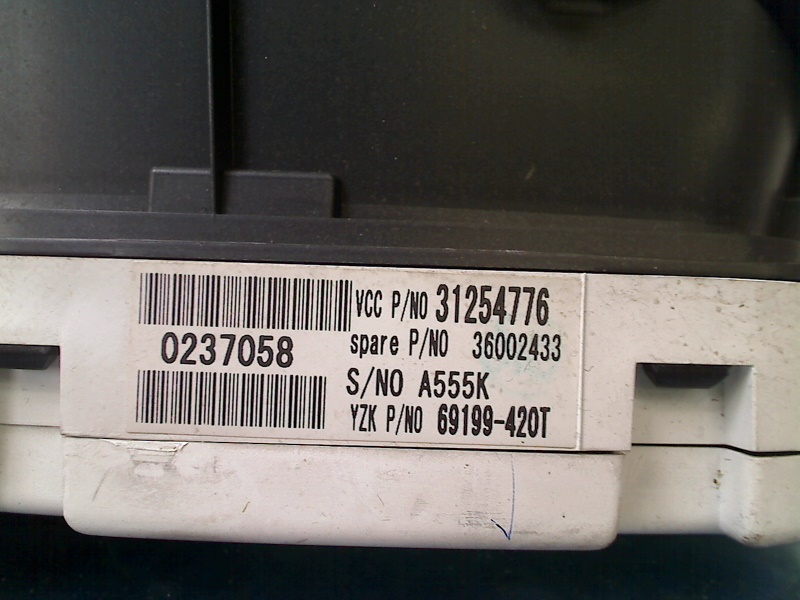 VCC P/NO 31254776
0237058
spare P/NO 36002433
S/NO A555K
YZK P/NO 69199-420T